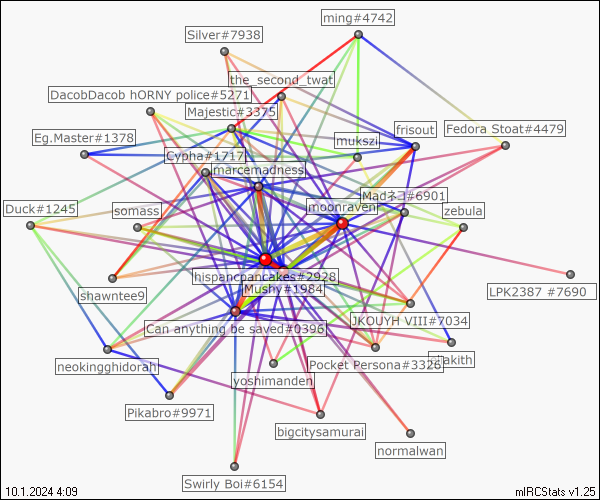 ming#4742
Silver#7938
the_second_twat
DacobDacob hORNY police#5271
Majestic#3375
frisout
Fedora Stoat#4479
Eg.Master#1378
mukszi
Cypha#1717
marcemadness
Madネコ#6901
Duck#1245
somass
moonraven
zebula
hispancpancakes#2928
Mushy#1984
LPK2387 #7690
shawntee9
JKOUYH VIII#7034
Can anything be saved#0396
neokingghidorah
Pocket Persona#3326
yoshimanden
Pikabro#9971
bigcitysamurai
normalwan
Swirly Boi#6154
10.1.2024 4:09
mIRCStats v1.25